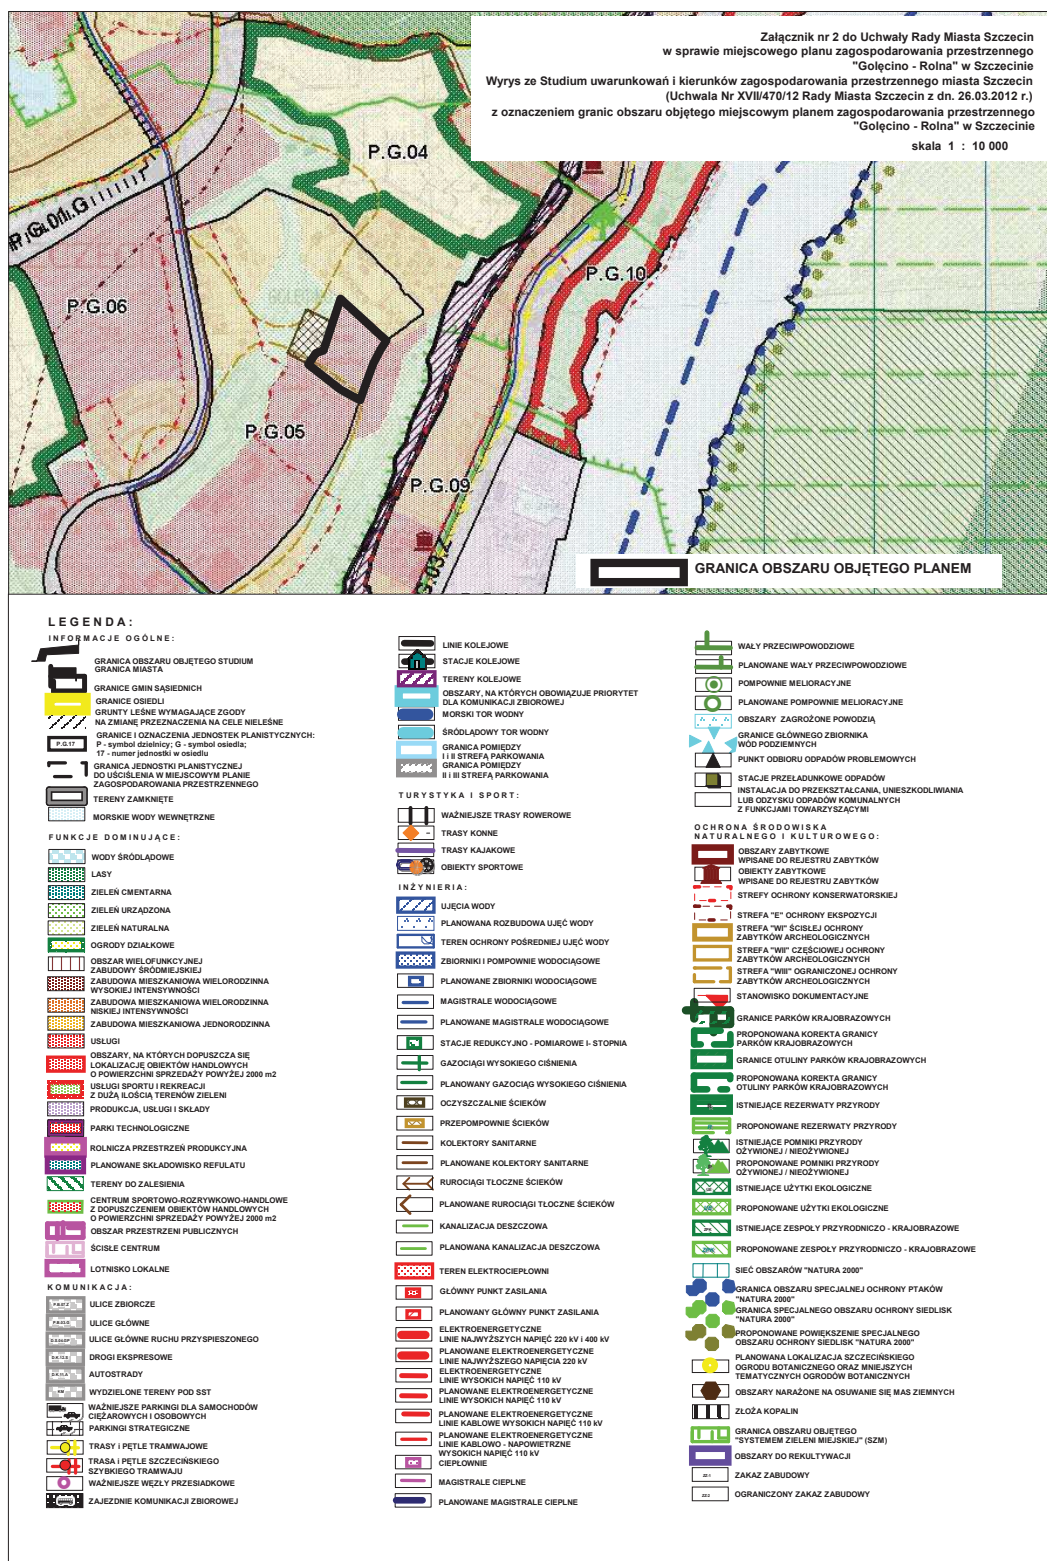 Załącznik nr 2 do Uchwały Rady Miasta Szczecin
w sprawie miejscowego planu zagospodarowania przestrzennego
"Golęcino - Rolna" w Szczecinie
Wyrys ze Studium uwarunkowań i kierunków zagospodarowania przestrzennego miasta Szczecin
(Uchwala Nr XVII/470/12 Rady Miasta Szczecin z dn. 26.03.2012 r.)
z oznaczeniem granic obszaru objętego miejscowym planem zagospodarowania przestrzennego
"Golęcino - Rolna" w Szczecinie
skala 1 : 10 000
P.G.04
P.G.10
P.G.06
P.G.05
P.G.09
GRANICA OBSZARU OBJĘTEGO PLANEM
LEGENDA:
INFORMACJE OGÓLNE:
GRANICA OBSZARU OBJĘTEGO STUDIUM
GRANICA MIASTA
GRANICE GMIN SĄSIEDNICH
GRANICE OSIEDLI
GRUNTY LEŚNE WYMAGAJĄCE ZGODY
NA ZMIANĘ PRZEZNACZENIA NA CELE NIELEŚNE
P.G.17
GRANICE I OZNACZENIA JEDNOSTEK PLANISTYCZNYCH:
P - symbol dzielnicy; G - symbol osiedla;
17 - numer jednostki w osiedlu
GRANICA JEDNOSTKI PLANISTYCZNEJ
DO UŚCIŚLENIA W MIEJSCOWYM PLANIE
ZAGOSPODAROWANIA PRZESTRZENNEGO
TERENY ZAMKNIĘTE
MORSKIE WODY WEWNĘTRZNE
FUNKCJE DOMINUJĄCE:
WODY ŚRÓDLĄDOWE
LASY
ZIELEŃ CMENTARNA
ZIELEŃ URZĄDZONA
ZIELEŃ NATURALNA
OGRODY DZIAŁKOWE
OBSZAR WIELOFUNKCYJNEJ
ZABUDOWY ŚRÓDMIEJSKIEJ
ZABUDOWA MIESZKANIOWA WIELORODZINNA
WYSOKIEJ INTENSYWNOŚCI
ZABUDOWA MIESZKANIOWA WIELORODZINNA
NISKIEJ INTENSYWNOŚCI
ZABUDOWA MIESZKANIOWA JEDNORODZINNA
USŁUGI
OBSZARY, NA KTÓRYCH DOPUSZCZA SIĘ
LOKALIZACJĘ OBIEKTÓW HANDLOWYCH
O POWIERZCHNI SPRZEDAŻY POWYŻEJ 2000 m2
USŁUGI SPORTU I REKREACJI
Z DUŻĄ ILOŚCIĄ TERENÓW ZIELENI
PRODUKCJA, USŁUGI I SKŁADY
PARKI TECHNOLOGICZNE
ROLNICZA PRZESTRZEŃ PRODUKCYJNA
PLANOWANE SKŁADOWISKO REFULATU
TERENY DO ZALESIENIA
CENTRUM SPORTOWO-ROZRYWKOWO-HANDLOWE
Z DOPUSZCZENIEM OBIEKTÓW HANDLOWYCH
O POWIERZCHNI SPRZEDAŻY POWYŻEJ 2000 m2
OBSZAR PRZESTRZENI PUBLICZNYCH
ŚCISŁE CENTRUM
LOTNISKO LOKALNE
KOMUNIKACJA:
ULICE ZBIORCZE
ULICE GŁÓWNE
ULICE GŁÓWNE RUCHU PRZYSPIESZONEGO
DROGI EKSPRESOWE
AUTOSTRADY
WYDZIELONE TERENY POD SST
WAŻNIEJSZE PARKINGI DLA SAMOCHODÓW
CIĘŻAROWYCH I OSOBOWYCH
PARKINGI STRATEGICZNE
TRASY i PĘTLE TRAMWAJOWE
TRASA i PĘTLE SZCZECIŃSKIEGO
SZYBKIEGO TRAMWAJU
WAŻNIEJSZE WĘZŁY PRZESIADKOWE
ZAJEZDNIE KOMUNIKACJI ZBIOROWEJ
LINIE KOLEJOWE
STACJE KOLEJOWE
TERENY KOLEJOWE
OBSZARY, NA KTÓRYCH OBOWIĄZUJE PRIORYTET
DLA KOMUNIKACJI ZBIOROWEJ
MORSKI TOR WODNY
ŚRÓDLĄDOWY TOR WODNY
GRANICA POMIĘDZY
I i II STREFĄ PARKOWANIA
GRANICA POMIĘDZY
II i III STREFĄ PARKOWANIA
TURYSTYKA I SPORT:
WAŻNIEJSZE TRASY ROWEROWE
TRASY KONNE
TRASY KAJAKOWE
OBIEKTY SPORTOWE
INŻYNIERIA:
UJĘCIA WODY
PLANOWANA ROZBUDOWA UJĘĆ WODY
TEREN OCHRONY POŚREDNIEJ UJĘĆ WODY
ZBIORNIKI I POMPOWNIE WODOCIĄGOWE
PLANOWANE ZBIORNIKI WODOCIĄGOWE
MAGISTRALE WODOCIĄGOWE
PLANOWANE MAGISTRALE WODOCIĄGOWE
STACJE REDUKCYJNO - POMIAROWE I- STOPNIA
GAZOCIĄGI WYSOKIEGO CIŚNIENIA
PLANOWANY GAZOCIĄG WYSOKIEGO CIŚNIENIA
OCZYSZCZALNIE ŚCIEKÓW
PRZEPOMPOWNIE ŚCIEKÓW
KOLEKTORY SANITARNE
PLANOWANE KOLEKTORY SANITARNE
RUROCIĄGI TŁOCZNE ŚCIEKÓW
PLANOWANE RUROCIĄGI TŁOCZNE ŚCIEKÓW
KANALIZACJA DESZCZOWA
PLANOWANA KANALIZACJA DESZCZOWA
TEREN ELEKTROCIEPŁOWNI
GŁÓWNY PUNKT ZASILANIA
PLANOWANY GŁÓWNY PUNKT ZASILANIA
ELEKTROENERGETYCZNE
LINIE NAJWYŻSZYCH NAPIĘĆ 220 kV i 400 kV
PLANOWANE ELEKTROENERGETYCZNE
LINIE NAJWYŻSZEGO NAPIĘCIA 220 kV
ELEKTROENERGETYCZNE
LINIE WYSOKICH NAPIĘĆ 110 kV
PLANOWANE ELEKTROENERGETYCZNE
LINIE WYSOKICH NAPIĘĆ 110 kV
PLANOWANE ELEKTROENERGETYCZNE
LINIE KABLOWE WYSOKICH NAPIĘĆ 110 kV
PLANOWANE ELEKTROENERGETYCZNE
LINIE KABLOWO - NAPOWIETRZNE
WYSOKICH NAPIĘĆ 110 kV
CIEPŁOWNIE
MAGISTRALE CIEPLNE
PLANOWANE MAGISTRALE CIEPLNE
WAŁY PRZECIWPOWODZIOWE
PLANOWANE WAŁY PRZECIWPOWODZIOWE
POMPOWNIE MELIORACYJNE
PLANOWANE POMPOWNIE MELIORACYJNE
OBSZARY ZAGROŻONE POWODZIĄ
GRANICE GŁÓWNEGO ZBIORNIKA
WÓD PODZIEMNYCH
PUNKT ODBIORU ODPADÓW PROBLEMOWYCH
STACJE PRZEŁADUNKOWE ODPADÓW
INSTALACJA DO PRZEKSZTAŁCANIA, UNIESZKODLIWIANIA
LUB ODZYSKU ODPADÓW KOMUNALNYCH
Z FUNKCJAMI TOWARZYSZĄCYMI
OCHRONA ŚRODOWISKA
NATURALNEGO I KULTUROWEGO:
OBSZARY ZABYTKOWE
WPISANE DO REJESTRU ZABYTKÓW
OBIEKTY ZABYTKOWE
WPISANE DO REJESTRU ZABYTKÓW
STREFY OCHRONY KONSERWATORSKIEJ
STREFA "E" OCHRONY EKSPOZYCJI
STREFA "WI" ŚCISŁEJ OCHRONY
ZABYTKÓW ARCHEOLOGICZNYCH
STREFA "WII" CZĘŚCIOWEJ OCHRONY
ZABYTKÓW ARCHEOLOGICZNYCH
STREFA "WIII" OGRANICZONEJ OCHRONY
ZABYTKÓW ARCHEOLOGICZNYCH
STANOWISKO DOKUMENTACYJNE
GRANICE PARKÓW KRAJOBRAZOWYCH
PROPONOWANA KOREKTA GRANICY
PARKÓW KRAJOBRAZOWYCH
GRANICE OTULINY PARKÓW KRAJOBRAZOWYCH
PROPONOWANA KOREKTA GRANICY
OTULINY PARKÓW KRAJOBRAZOWYCH
ISTNIEJĄCE REZERWATY PRZYRODY
PROPONOWANE REZERWATY PRZYRODY
ISTNIEJĄCE POMNIKI PRZYRODY
OŻYWIONEJ / NIEOŻYWIONEJ
PROPONOWANE POMNIKI PRZYRODY
OŻYWIONEJ / NIEOŻYWIONEJ
ISTNIEJĄCE UŻYTKI EKOLOGICZNE
PROPONOWANE UŻYTKI EKOLOGICZNE
ISTNIEJĄCE ZESPOŁY PRZYRODNICZO - KRAJOBRAZOWE
PROPONOWANE ZESPOŁY PRZYRODNICZO - KRAJOBRAZOWE
SIEĆ OBSZARÓW "NATURA 2000"
GRANICA OBSZARU SPECJALNEJ OCHRONY PTAKÓW
"NATURA 2000"
GRANICA SPECJALNEGO OBSZARU OCHRONY SIEDLISK
"NATURA 2000"
PROPONOWANE POWIĘKSZENIE SPECJALNEGO
OBSZARU OCHRONY SIEDLISK "NATURA 2000"
PLANOWANA LOKALIZACJA SZCZECIŃSKIEGO
OGRODU BOTANICZNEGO ORAZ MNIEJSZYCH
TEMATYCZNYCH OGRODÓW BOTANICZNYCH
OBSZARY NARAŻONE NA OSUWANIE SIĘ MAS ZIEMNYCH
ZŁOŻA KOPALIN
GRANICA OBSZARU OBJĘTEGO
"SYSTEMEM ZIELENI MIEJSKIEJ" (SZM)
OBSZARY DO REKULTYWACJI
ZAKAZ ZABUDOWY
OGRANICZONY ZAKAZ ZABUDOWY